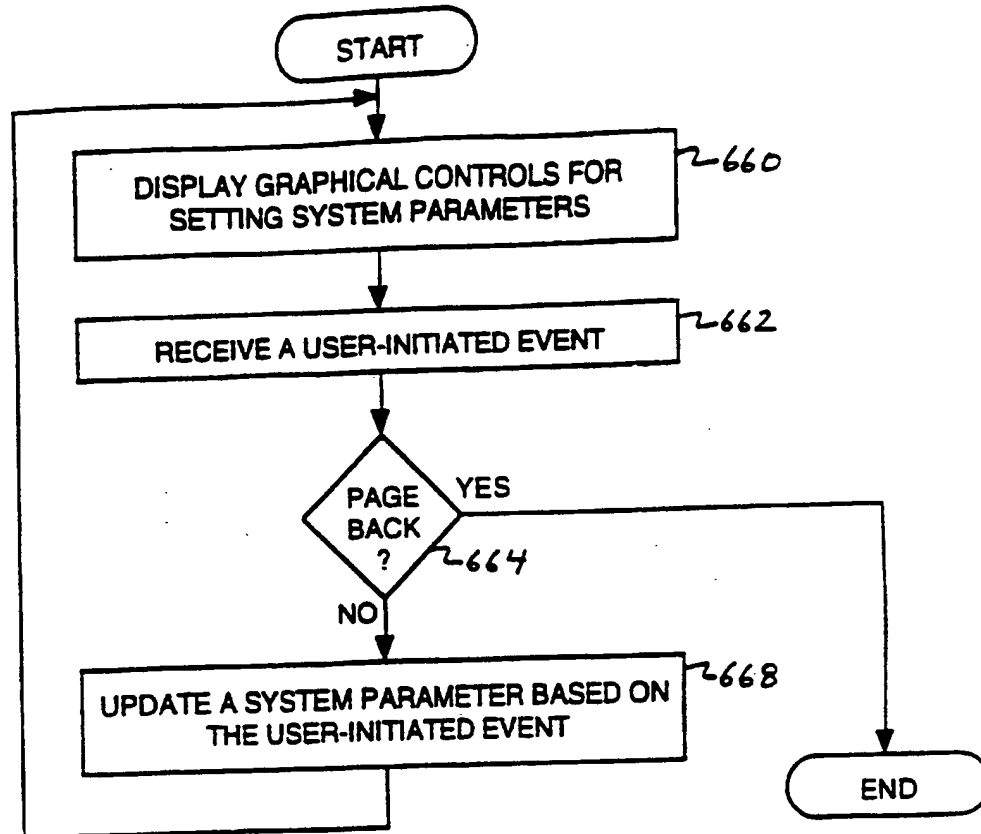 START
DISPLAY GRAPHICAL CONTROLS FOR
SETTING SYSTEM PARAMETERS
660
RECEIVE A USER-INITIATED EVENT
662
PAGE
BACK
?
YES
664
NO
UPDATE A SYSTEM PARAMETER BASED ON
THE USER-INITIATED EVENT
668
END